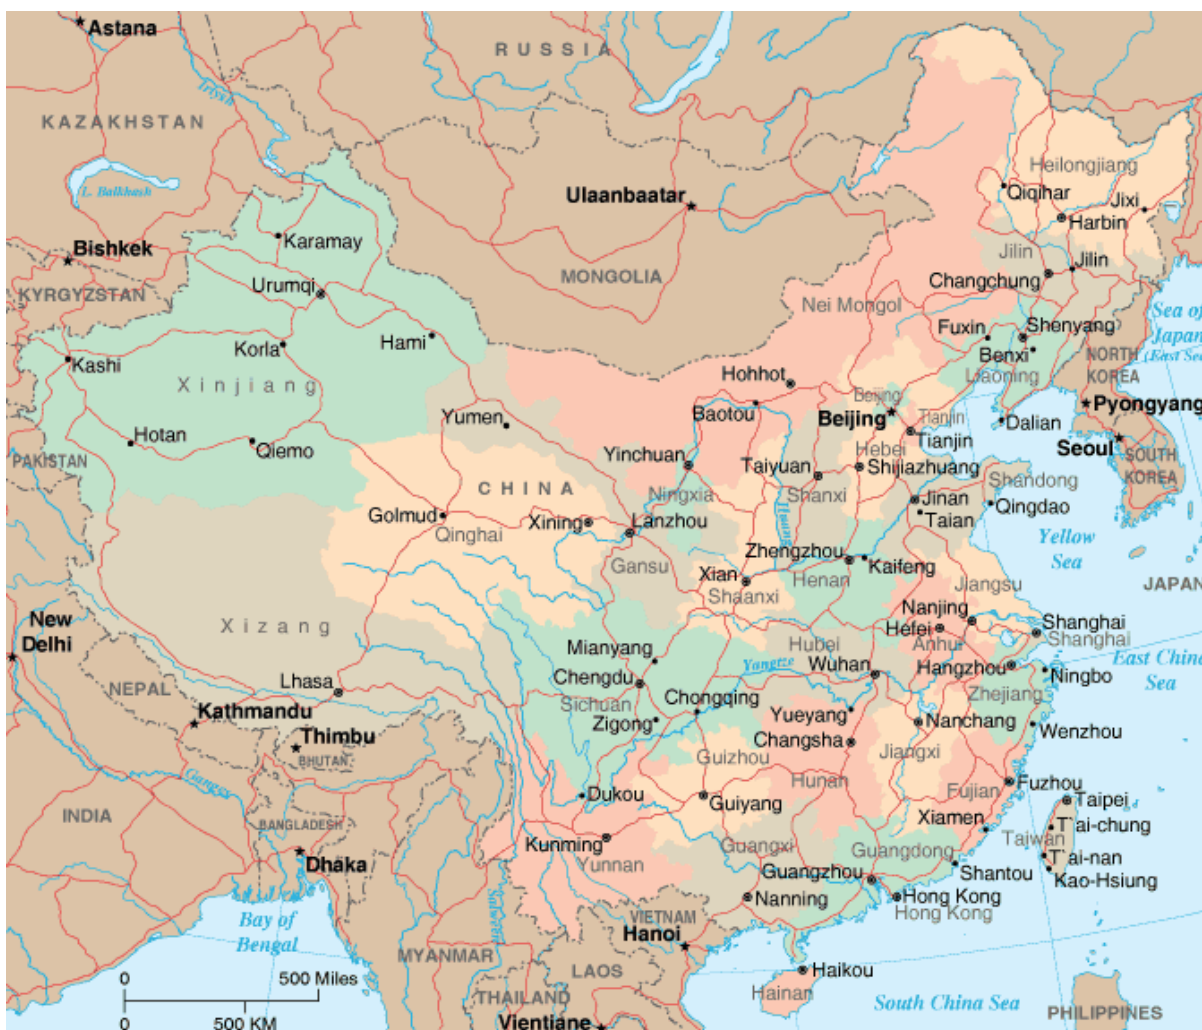 Astana
RUSSIA
Irtysh
KAZAKHSTAN
Heilongjiang
L. Balkhash
Ulaanbaatar
Qiqihar
Jixi
Harbin
Karamay
Bishkek
MONGOLIA
Jilin
Jilin
Changchung
Urumqi
KYRGYZSTAN
Nei Mongol
Sea of
Japan
(East Sea
Fuxin
Shenyang
Hami
Korla
Benxi
NORTH
KOREA
Kashi
Hohhot
Liaoning
Xinjiang
Beijing
Baotou
Beijing
Tianjin
Pyongyang
Yumen
Dalian
Hotan
Qiemo
Tianjin
Seoul
Hebei
SOUTH
KOREA
PAKISTAN
Yinchuan
Taiyuan
Shijiazhuang
CHINA
Ningxia
Shanxi
Shandong
Jinan
Qingdao
Golmud
Taian
Huang
Qinghai
Xining
Lanzhou
Yellow
Sea
Zhengzhou
Gansu
Kaifeng
Xian
Henan
Jiangsu
JAPAN
Shaanxi
Nanjing
New
Delhi
Xizang
Hefei
Shanghai
Shanghai
Hubei
Anhui
Mianyang
Yangtze
Wuhan
Hangzhou
East China
Sea
NEPAL
Lhasa
Chengdu
Ningbo
Sichuan
Chongqing
Zhejiang
Kathmandu
Zigong
Yueyang
Nanchang
Wenzhou
Thimbu
Changsha
BHUTAN
Guizhou
Jiangxi
Ganges
Hunan
Fujian
Fuzhou
Dukou
Guiyang
Taipei
INDIA
BANGLADESH
Xiamen
T'ai-chung
Kunming
Taiwan
Dhaka
Yunnan
Guangxi
Guangdong
T'ai-nan
Guangzhou
Shantou
Kao-Hsiung
Salween
Nanning
Hong Kong
Hong Kong
Bay of
Bengal
VIETNAM
Hanoi
MYANMAR
LAOS
Haikou
0 500 Miles
Hainan
THAILAND
South China Sea
PHILIPPINES
0 500 KM
Vientiane